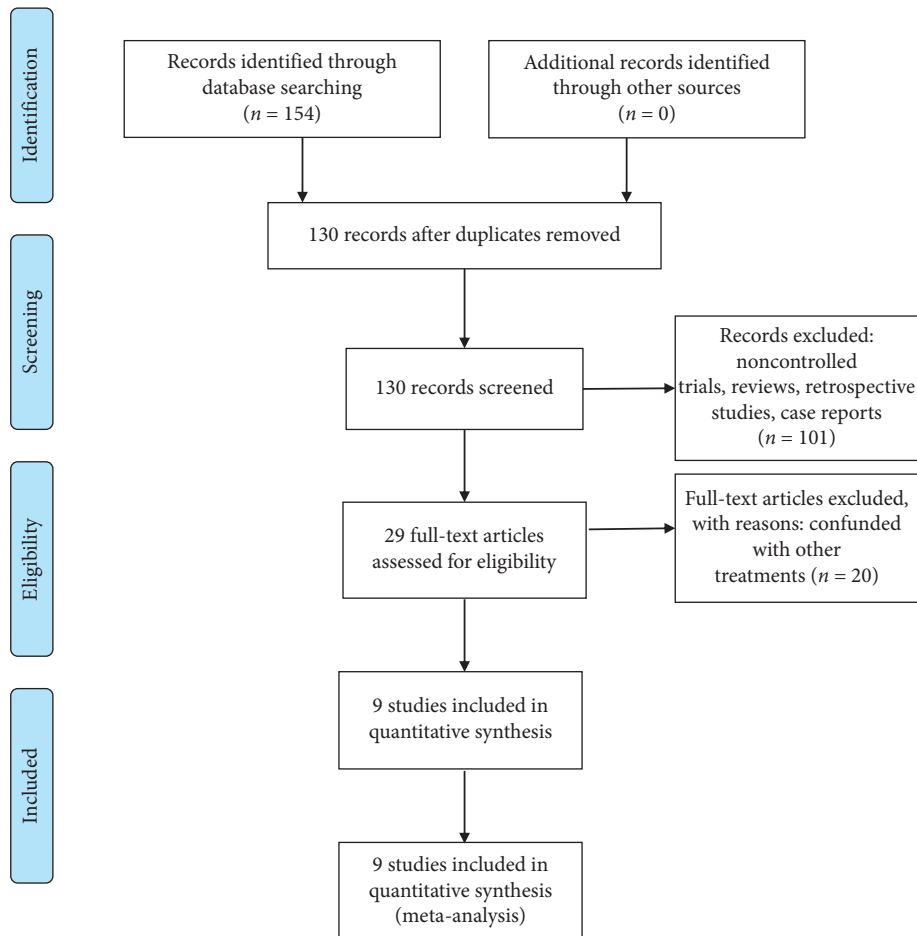 Identification
Records identified through
database searching
(n = 154)
Additional records identified
through other sources
(n = 0)
130 records after duplicates removed
Screening
130 records screened
Records excluded:
noncontrolled
trials, reviews, retrospective
studies, case reports
(n = 101)
Eligibility
29 full-text articles
assessed for eligibility
Full-text articles excluded,
with reasons: confunded
with other
treatments (n = 20)
Included
9 studies included in
quantitative synthesis
9 studies included in
quantitative synthesis
(meta-analysis)